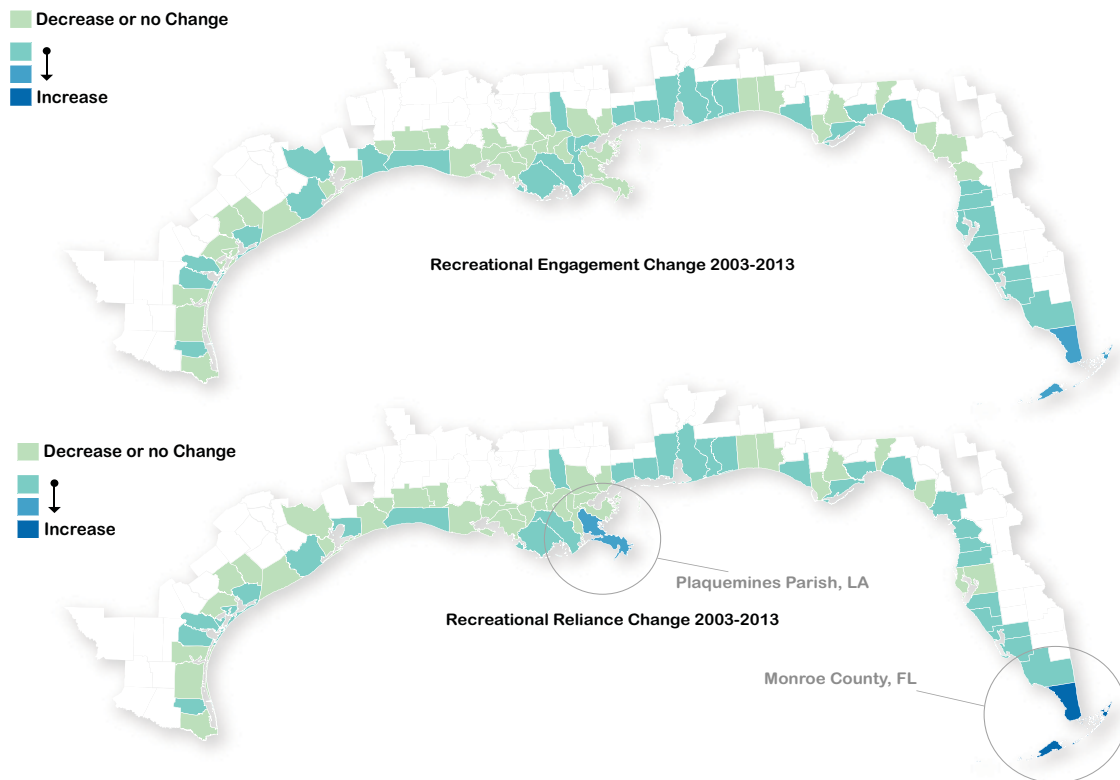 Decrease or no Change
Increase
Recreational Engagement Change 2003-2013
Decrease or no Change
Increase
Plaquemines Parish, LA
Recreational Reliance Change 2003-2013
Monroe County, FL